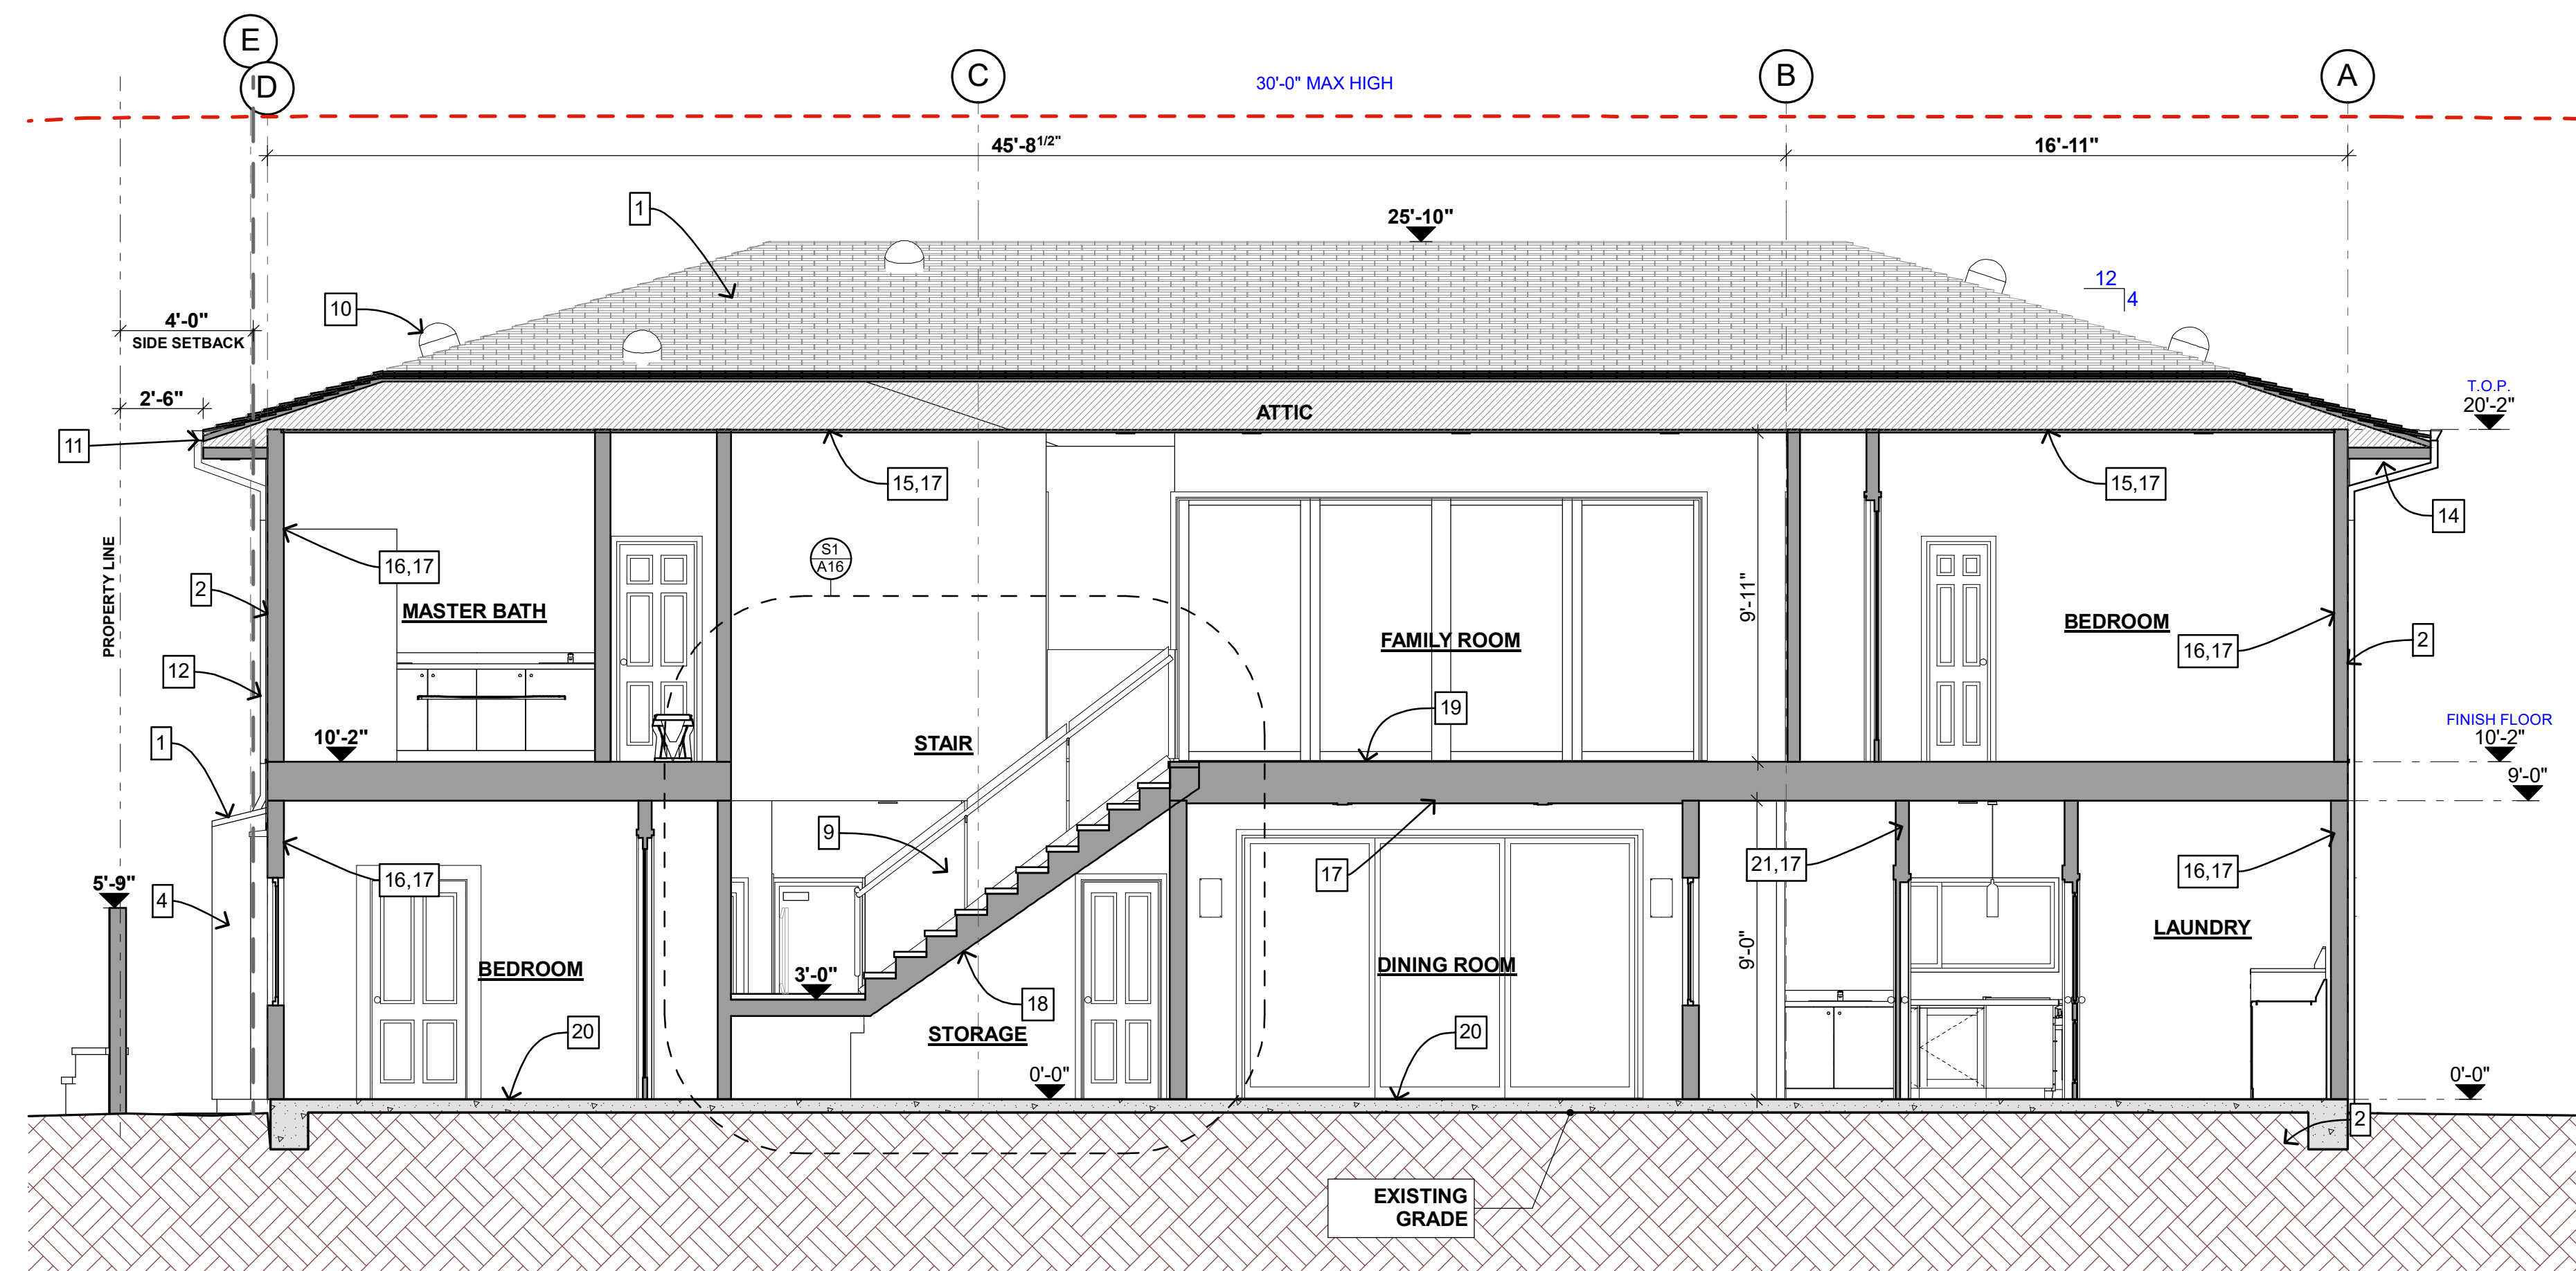 E
D
C
B
A
30'-0" MAX HIGH
45'-8 1/2"
16'-11"
1
25'-10"
10
12
4
4'-0"
SIDE SETBACK
2'-6"
ATTIC
T.O.P.
20'-2"
11
15,17
15,17
14
PROPERTY LINE
S1
A16
16,17
2
MASTER BATH
9'-11"
FAMILY ROOM
BEDROOM
16,17
2
12
19
10'-2"
1
STAIR
FINISH FLOOR
10'-2"
9'-0"
9
5'-9"
4
16,17
17
21,17
16,17
9'-0"
LAUNDRY
BEDROOM
3'-0"
DINING ROOM
18
20
STORAGE
20
0'-0"
0'-0"
2
EXISTING
GRADE